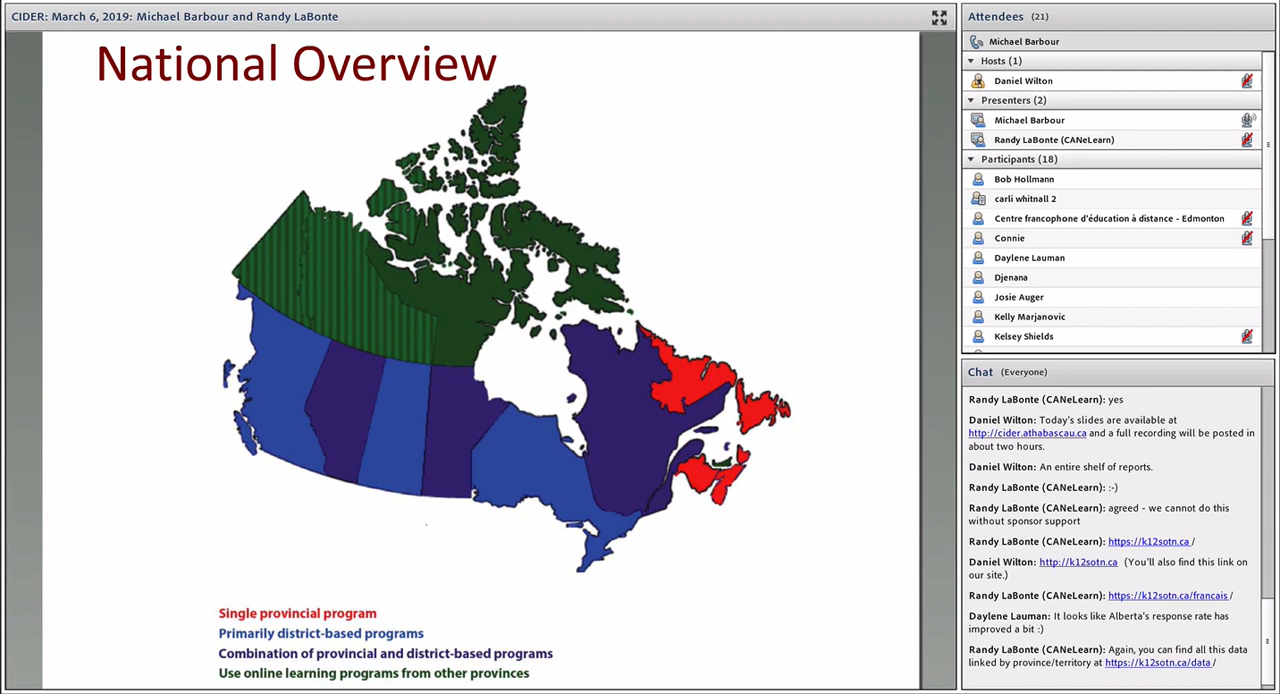 CIDER: March 6, 2019: Michael Barbour and Randy LaBonte
National Overview
Single provincial program
Primarily district-based programs
Combination of provincial and district-based programs
Use online learning programs from other provinces
Attendees (21)
Michael Barbour
Hosts (1)
Daniel Wilton
Presenters (2)
Michael Barbour
Randy LaBonte (CANeLearn)
Participants (18)
Bob Hollmann
carli whitnall 2
Centre francophone d'éducation à distance - Edmonton
Connie
Daylene Lauman
Djenana
Josie Auger
Kelly Marjanovic
Kelsey Shields
Chat (Everyone)
Randy LaBonte (CANeLearn): yes
Daniel Wilton: Today's slides are available at
http://cider.athabascau.ca and a full recording will be posted in
about two hours.
Daniel Wilton: An entire shelf of reports.
Randy LaBonte (CANeLearn): :-)
Randy LaBonte (CANeLearn): agreed - we cannot do this
without sponsor support
Randy LaBonte (CANeLearn): https://k12sotn.ca /
Daniel Wilton: http://k12sotn.ca (You'll also find this link on
our site.)
Randy LaBonte (CANeLearn): https://k12sotn.ca/francais /
Daylene Lauman: It looks like Alberta's response rate has
improved a bit :)
Randy LaBonte (CANeLearn): Again, you can find all this data
linked by province/territory at https://k12sotn.ca/data /